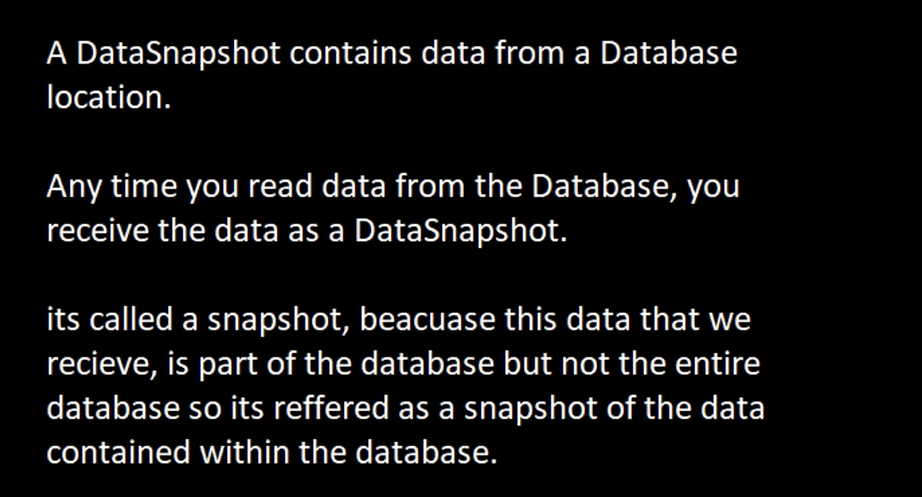 A DataSnapshot contains data from a Database
location.
Any time you read data from the Database, you
receive the data as a DataSnapshot.
its called a snapshot, beacuase this data that we
recieve, is part of the database but not the entire
database so its reffered as a snapshot of the data
contained within the database.